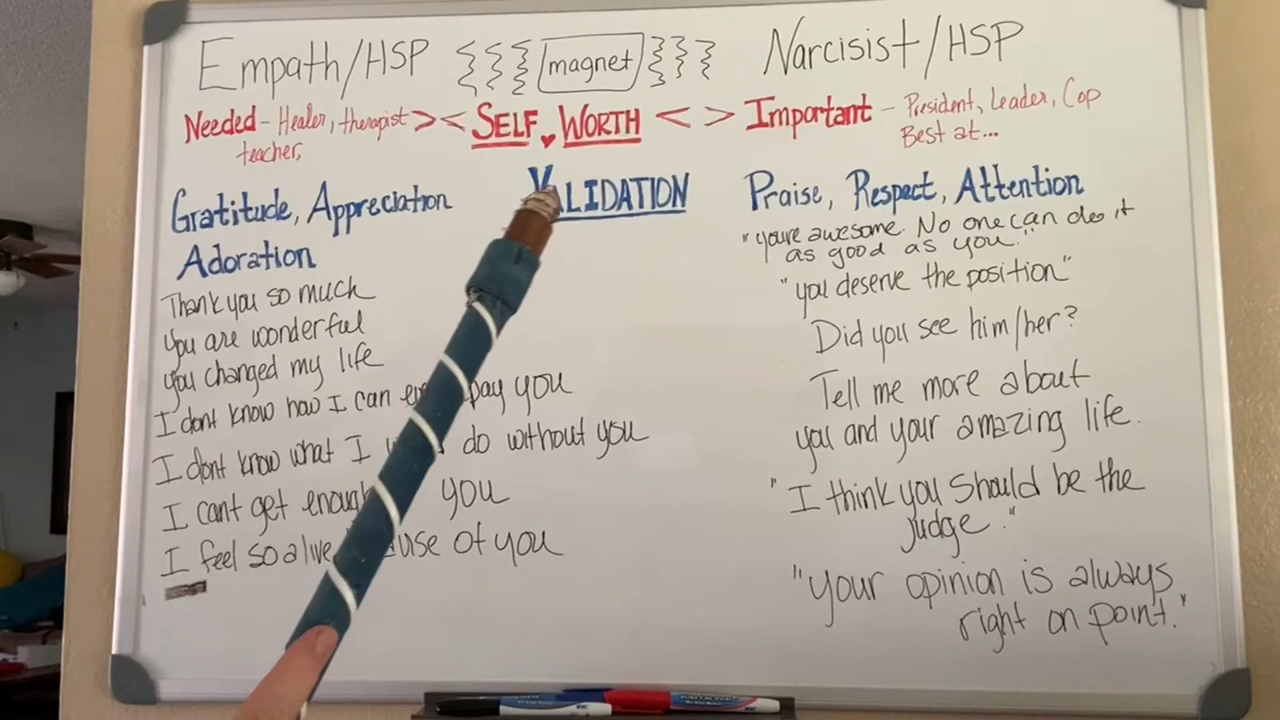 Empath/HSP {{{ magnet }}} Narcisist/HSP
Needed - Healer, therapist > < SELF ♥ WORTH < > Important - President, Leader, Cop
teacher, Best at...
Gratitude, Appreciation VALIDATION Praise, Respect, Attention
Adoration
"youre awesome. No one can do it
as good as you."
Thank you so much
"you deserve the position"
You are wonderful
Did you see him/her?
you changed my life
Tell me more about
you and your amazing life.
I dont know how I can pay you
I dont know what I do without you
"I think you Should be the
judge."
I cant get enough you
I feel so alive of you
"your opinion is always
right on point."